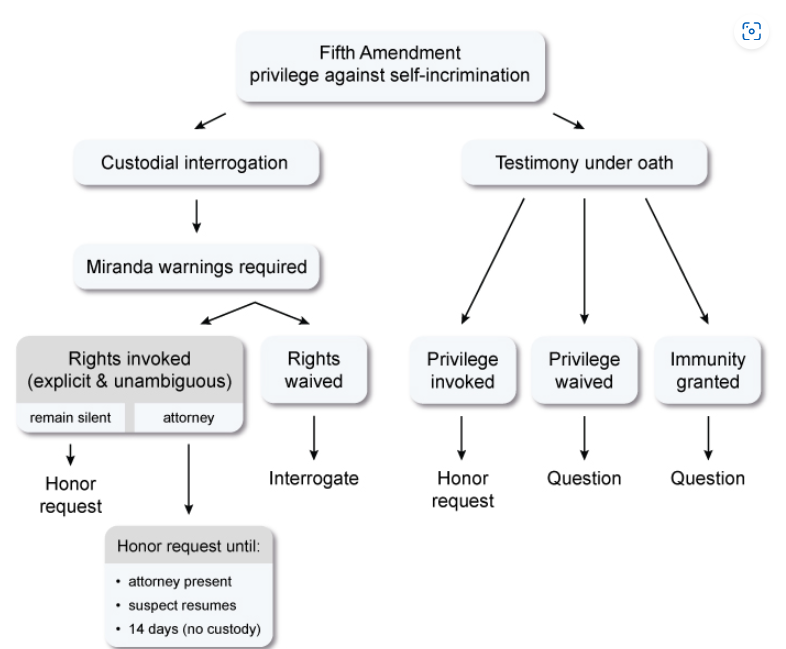 Fifth Amendment
privilege against self-incrimination
Custodial interrogation
Testimony under oath
Miranda warnings required
Rights invoked
(explicit & unambiguous)
remain silent
attorney
Rights
waived
Privilege
invoked
Privilege
waived
Immunity
granted
Honor
request
Interrogate
Honor
request
Question
Question
Honor request until:
• attorney present
• suspect resumes
• 14 days (no custody)